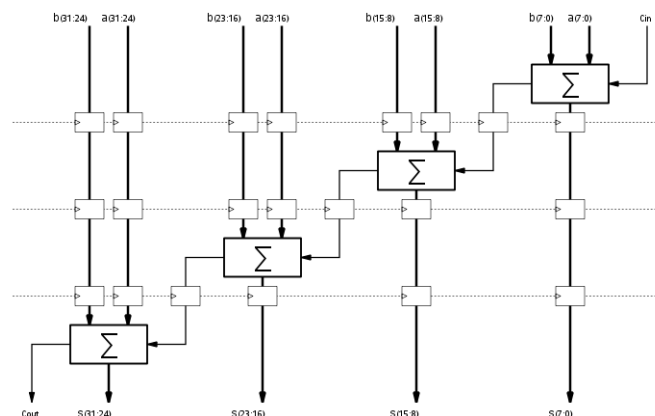 b(31:24) a(31:24) b(23:16) a(23:16) b(15:8) a(15:8) b(7:0) a(7:0) Cin
Σ
Σ
Σ
Σ
Cout S(31:24) S(23:16) S(15:8) S(7:0)